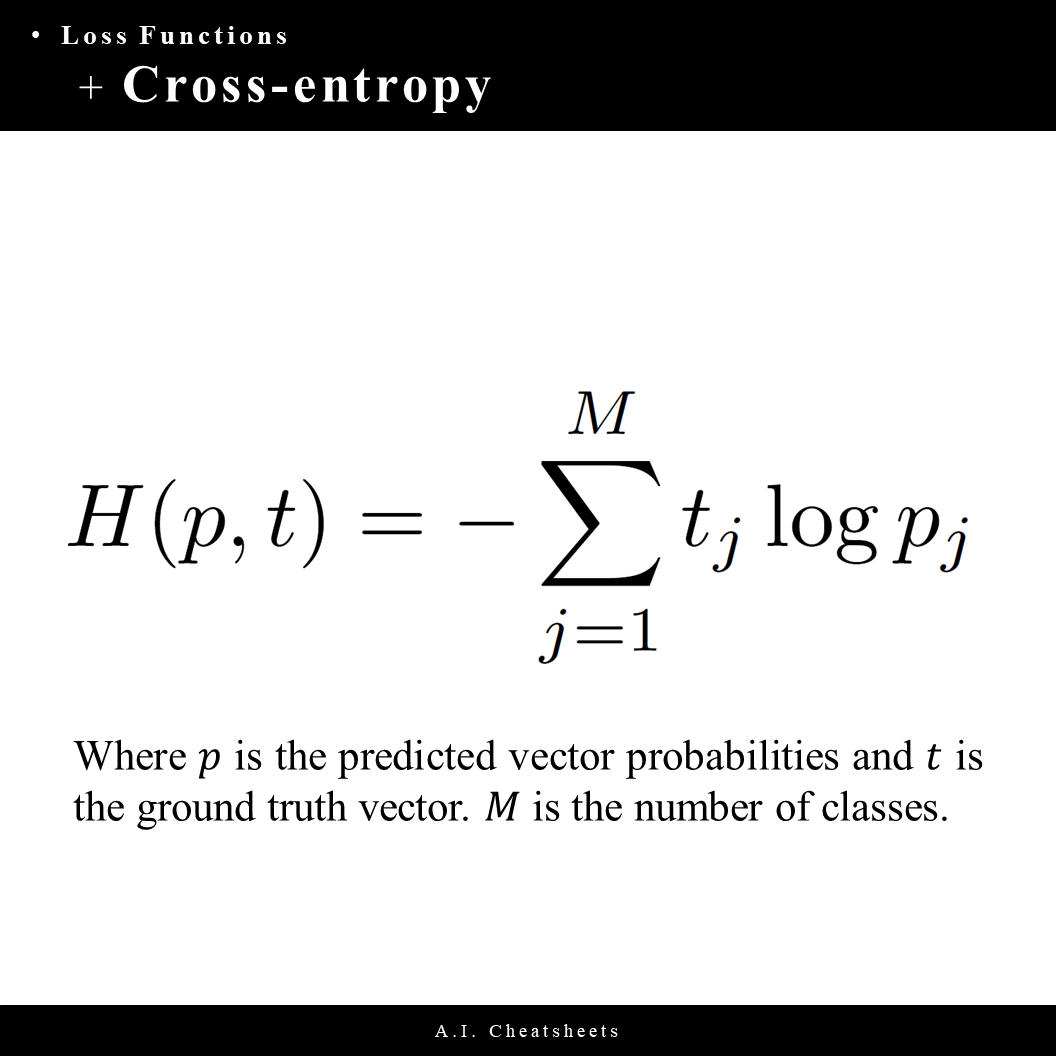 • Loss Functions
+ Cross-entropy
M
H(p, t) = − ∑ t_j log p_j
j=1
Where p is the predicted vector probabilities and t is
the ground truth vector. M is the number of classes.
A.I. Cheatsheets